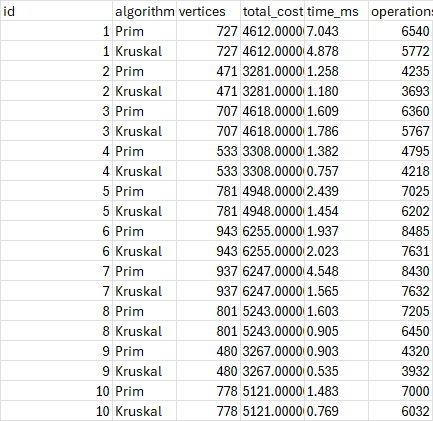 id algorithm vertices total_cost time_ms operation
1 Prim 727 4612.0000 7.043 6540
1 Kruskal 727 4612.0000 4.878 5772
2 Prim 471 3281.0000 1.258 4235
2 Kruskal 471 3281.0000 1.180 3693
3 Prim 707 4618.0000 1.609 6360
3 Kruskal 707 4618.0000 1.786 5767
4 Prim 533 3308.0000 1.382 4795
4 Kruskal 533 3308.0000 0.757 4218
5 Prim 781 4948.0000 2.439 7025
5 Kruskal 781 4948.0000 1.454 6202
6 Prim 943 6255.0000 1.937 8485
6 Kruskal 943 6255.0000 2.023 7631
7 Prim 937 6247.0000 4.548 8430
7 Kruskal 937 6247.0000 1.565 7632
8 Prim 801 5243.0000 1.603 7205
8 Kruskal 801 5243.0000 0.905 6450
9 Prim 480 3267.0000 0.903 4320
9 Kruskal 480 3267.0000 0.535 3932
10 Prim 778 5121.0000 1.483 7000
10 Kruskal 778 5121.0000 0.769 6032